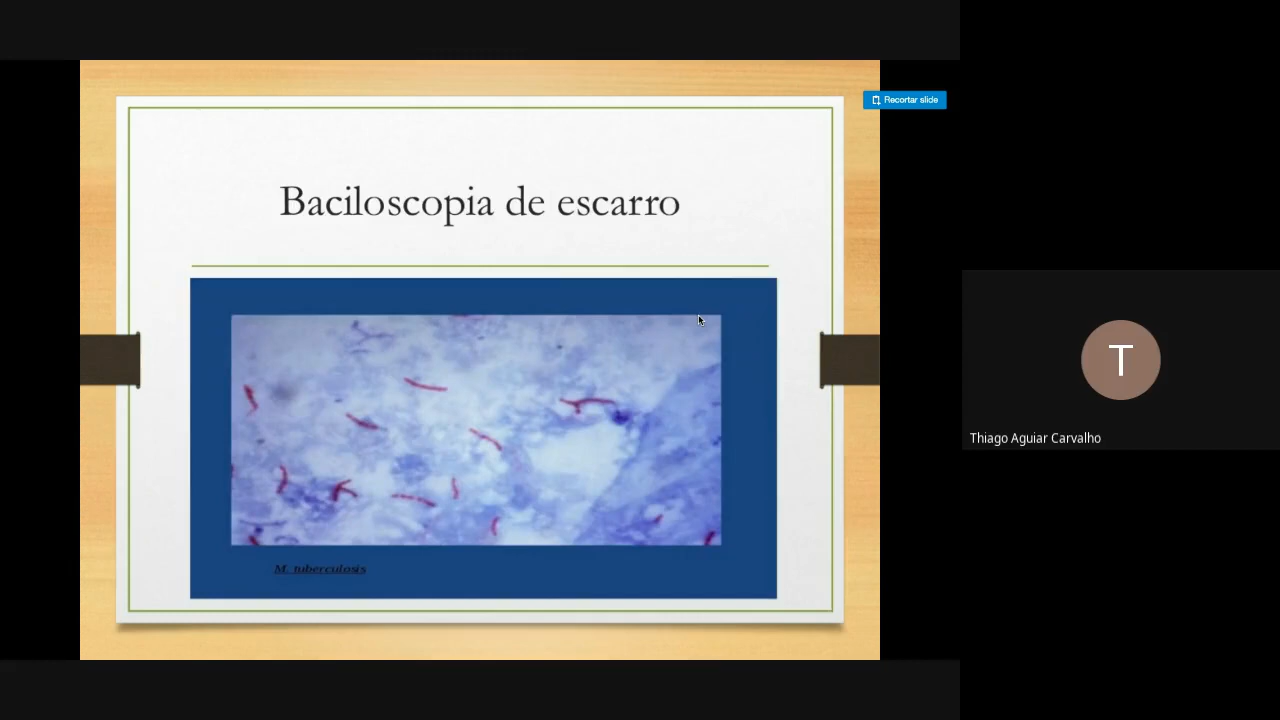 Recortar slide
Baciloscopia de escarro
M. tuberculosis
T
Thiago Aguiar Carvalho